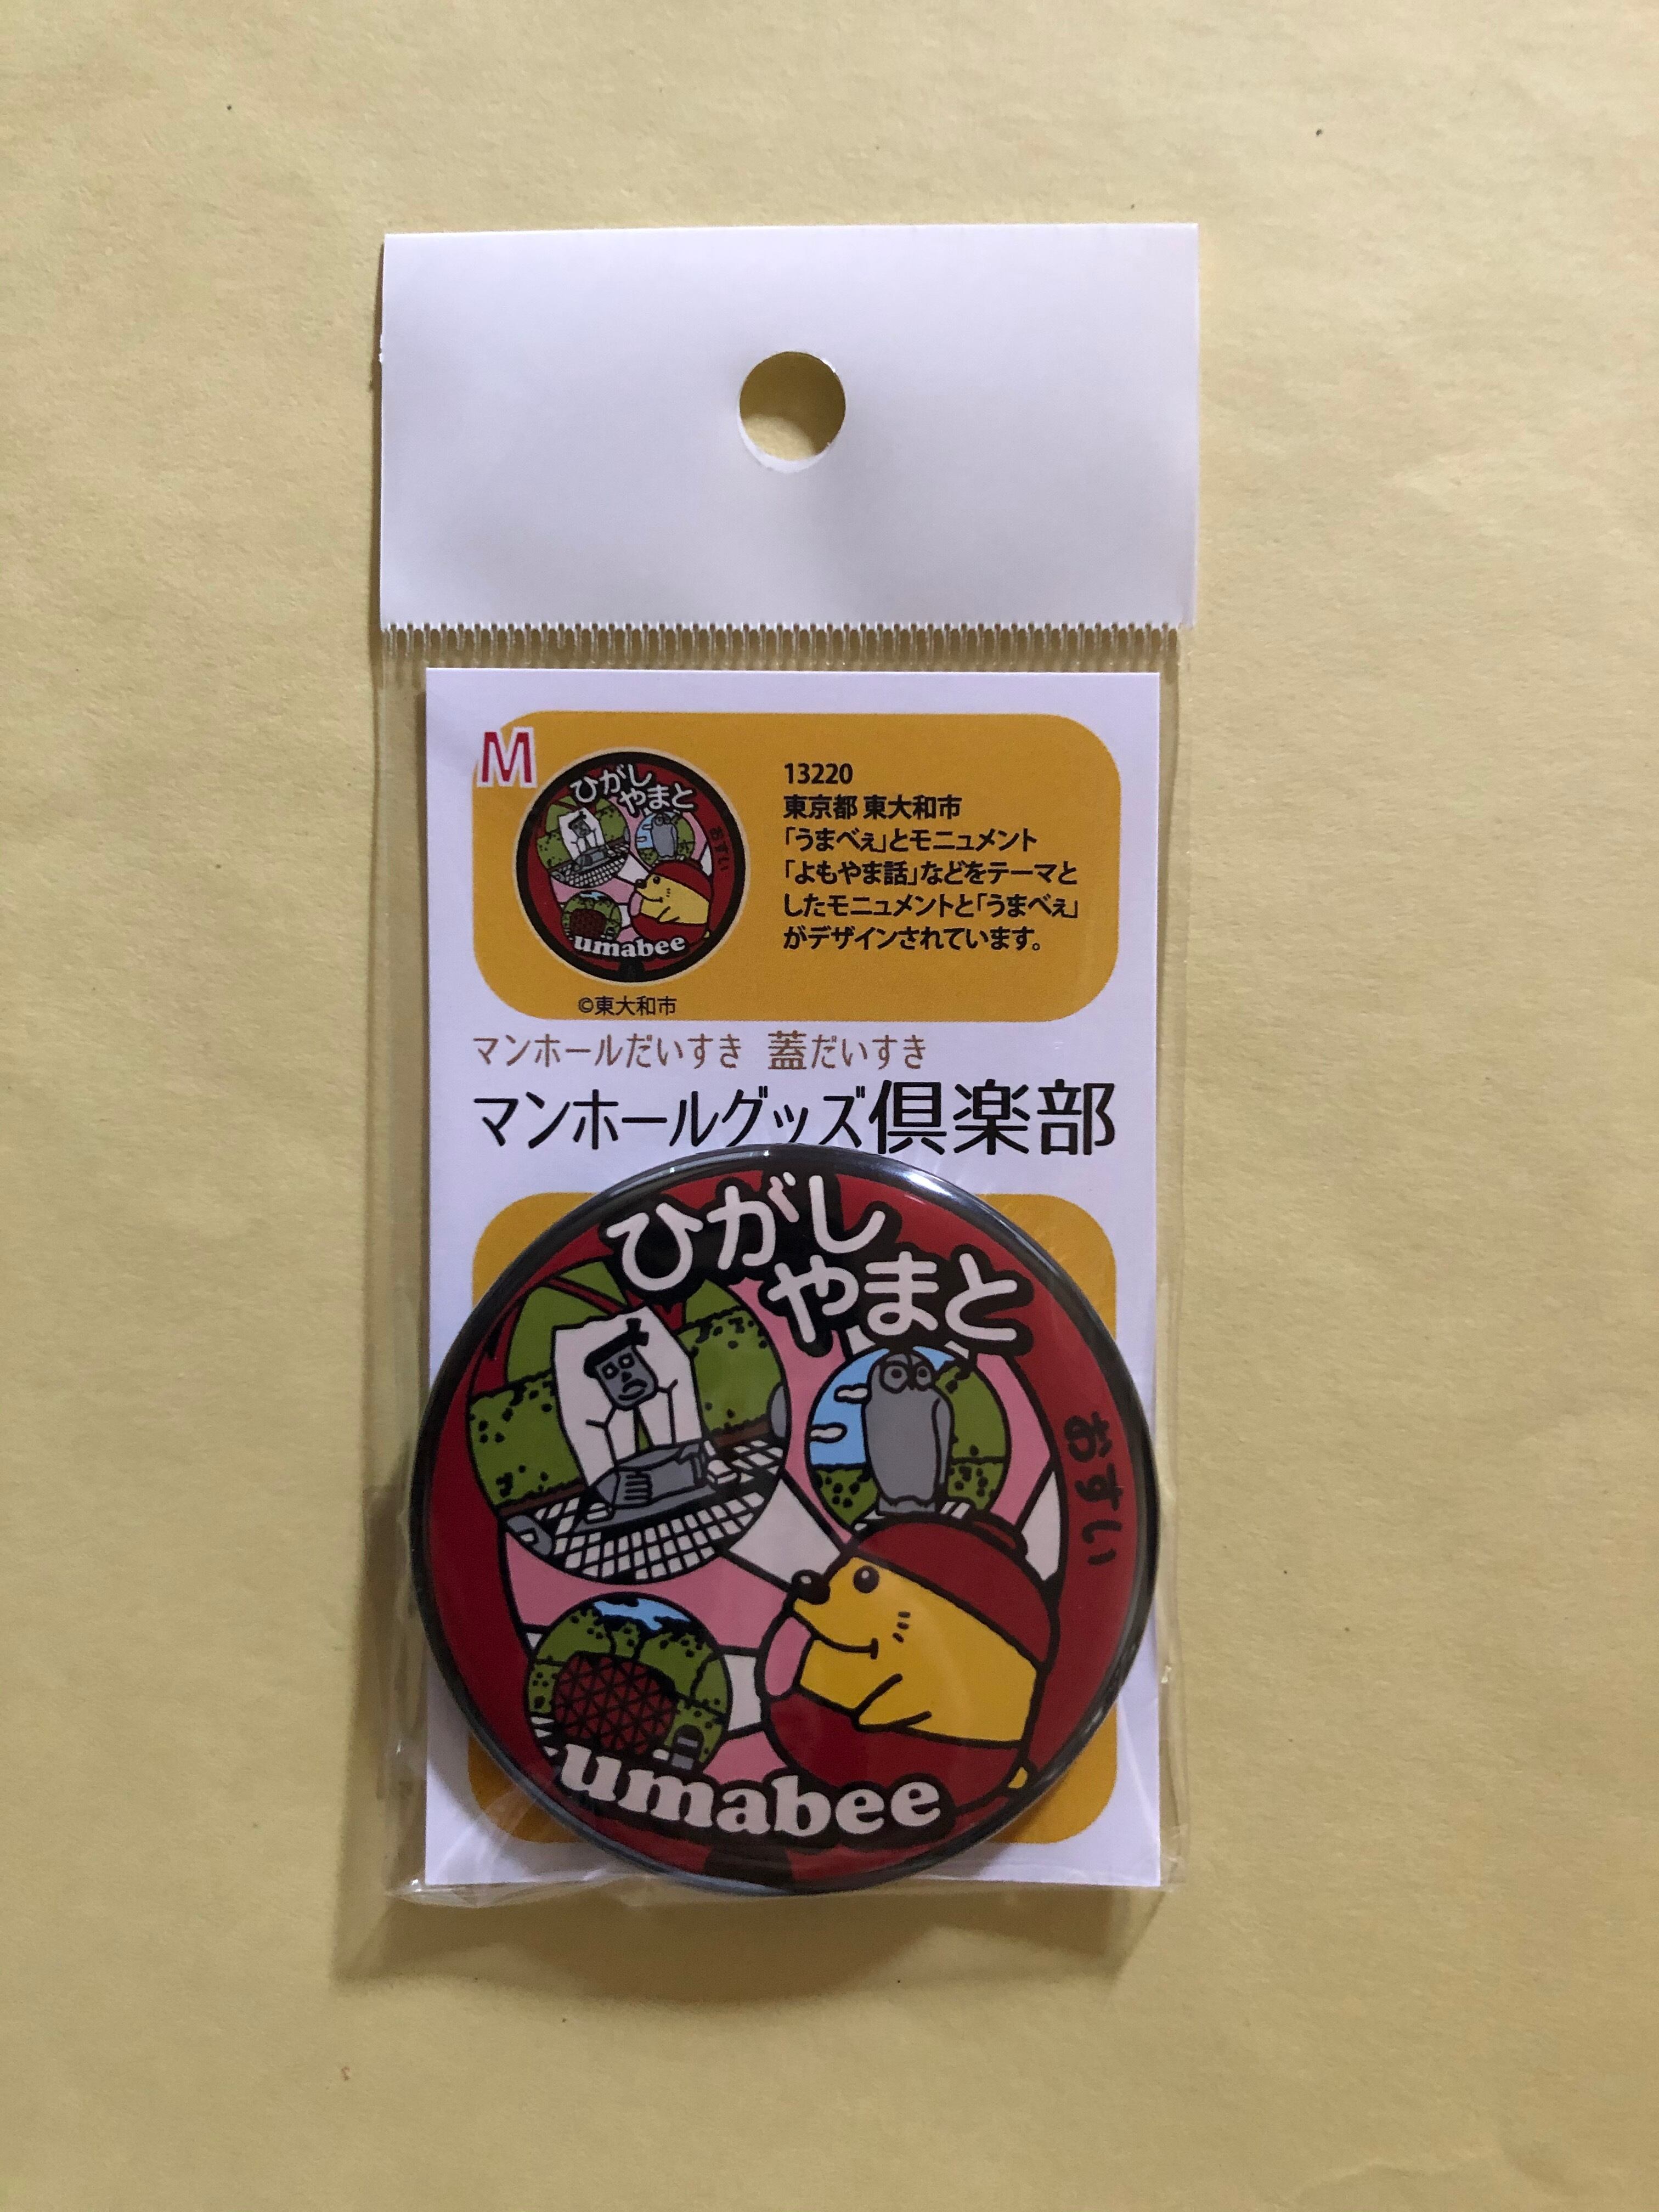 M
ひがし
やまと
おすい
umabee
©東大和市
13220
東京都 東大和市
「うまべぇ」とモニュメント
「よもやま話」などをテーマと
したモニュメントと「うまべぇ」
がデザインされています。
マンホールだいすき 蓋だいすき
マンホールグッズ倶楽部
ひがし
やまと
おすい
umabee